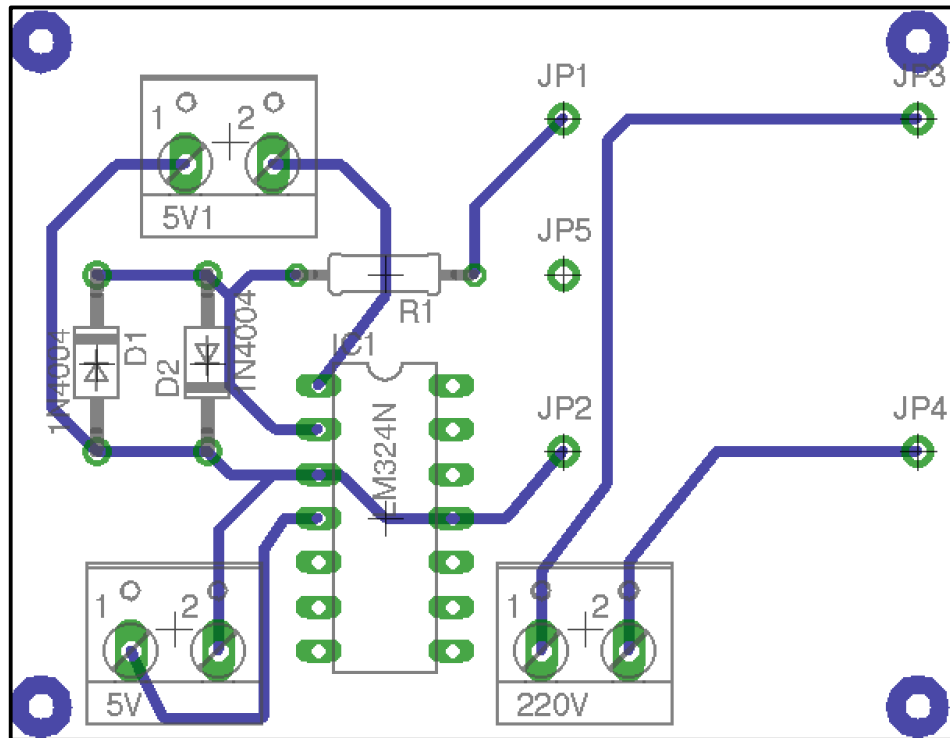 JP1
JP3
1 2
5V1
JP5
R1
1N4004
D1
D2
1N4004
IC1
LM324N
JP2
JP4
1 2
5V
1 2
220V